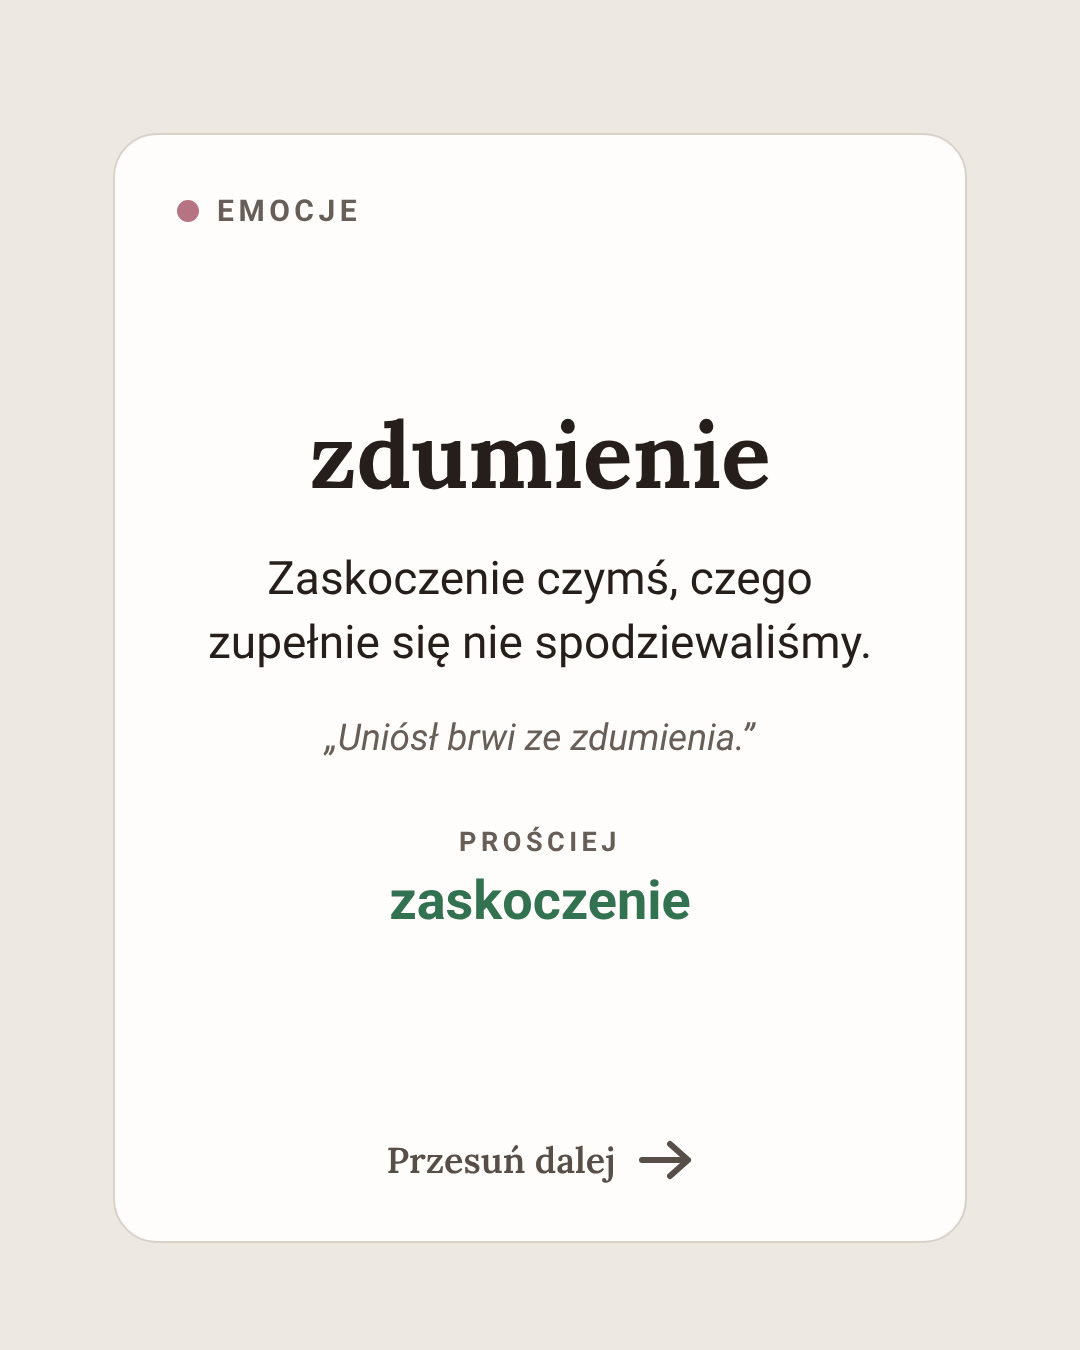 EMOCJE
zdumienie
Zaskoczenie czymś, czego
zupełnie się nie spodziewaliśmy.
„Uniósł brwi ze zdumienia.”
PROŚCIEJ
zaskoczenie
Przesuń dalej →